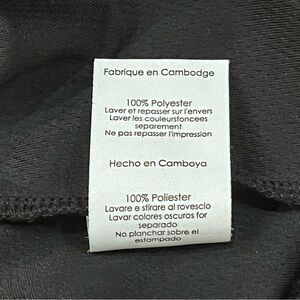 Fabrique en Cambodge
100% Polyester
Laver et repasser sur l'envers
Laver les couleursfoncees
separement
Ne pas repasser l'impression
Hecho en Camboya
100% Poliester
Lavare e stirare al rovescio
Lavar colores oscuros for
separado
No planchar sobre el
estampado